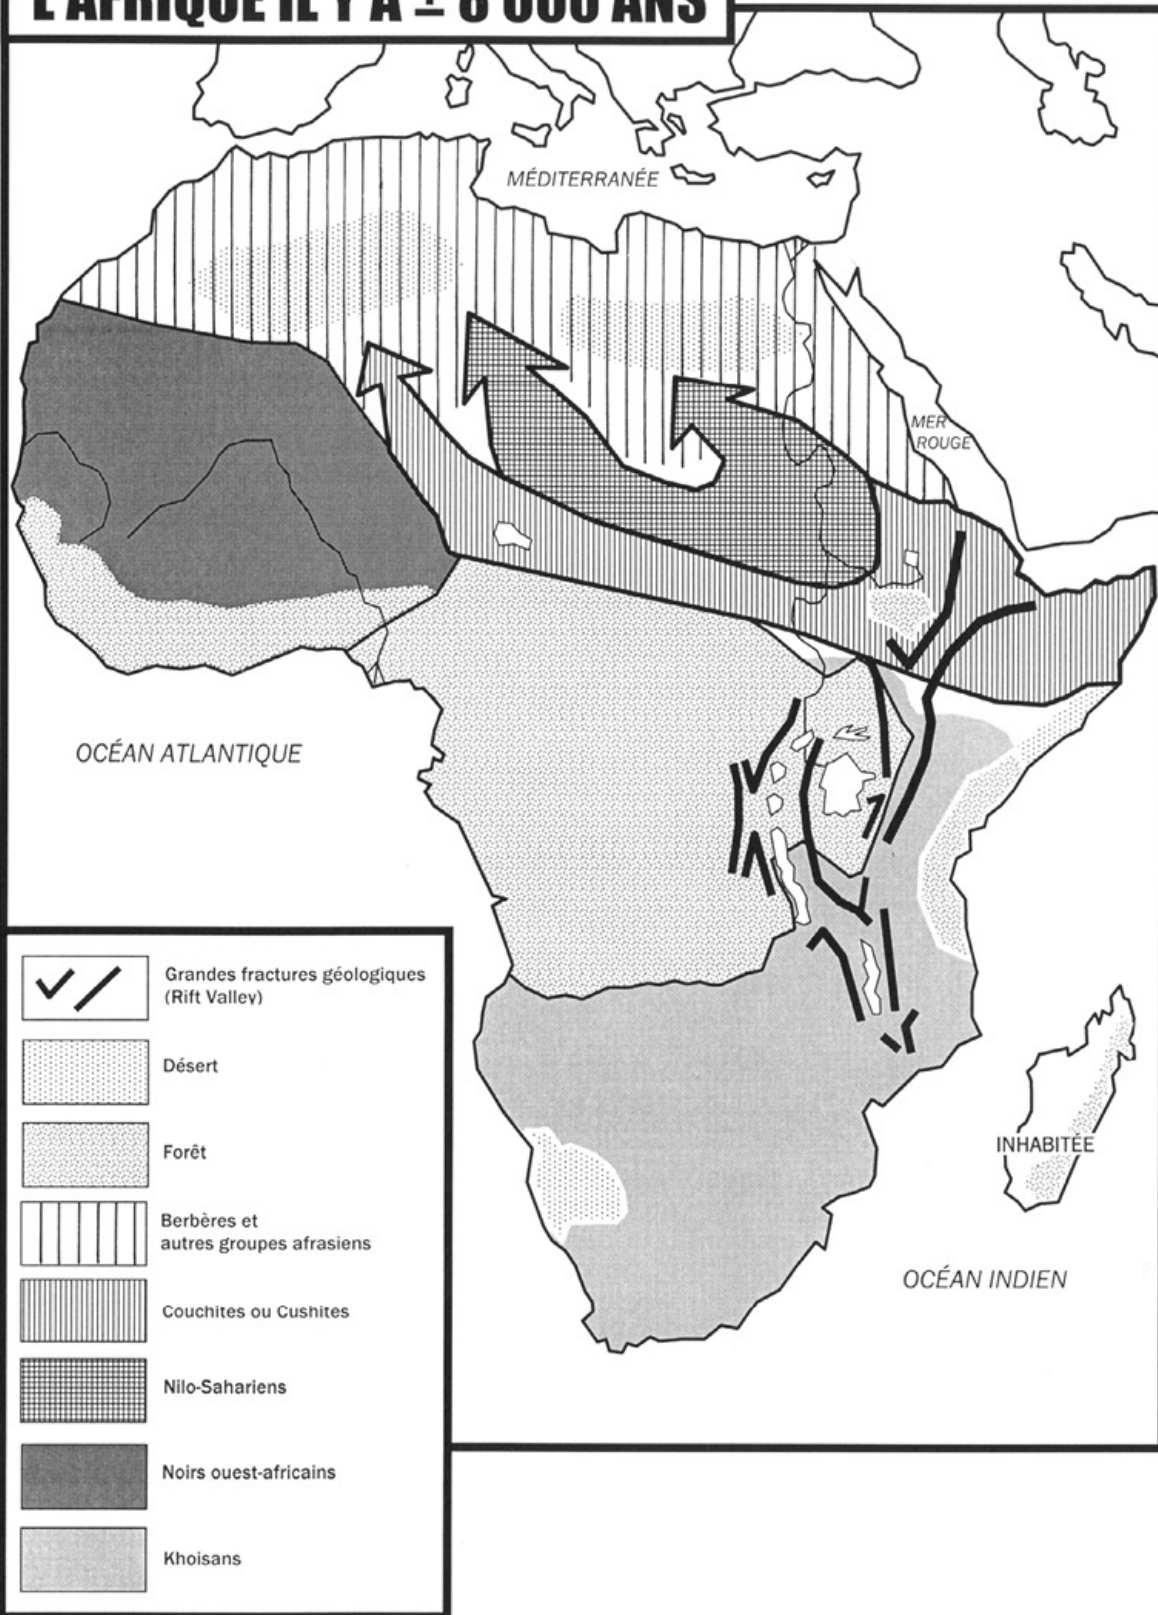 L'AFRIQUE IL Y A ± 8 000 ANS
MÉDITERRANÉE
MER
ROUGE
OCÉAN ATLANTIQUE
INHABITÉE
OCÉAN INDIEN
Grandes fractures géologiques
(Rift Valley)
Désert
Forêt
Berbères et
autres groupes afrasiens
Couchites ou Cushites
Nilo-Sahariens
Noirs ouest-africains
Khoisans